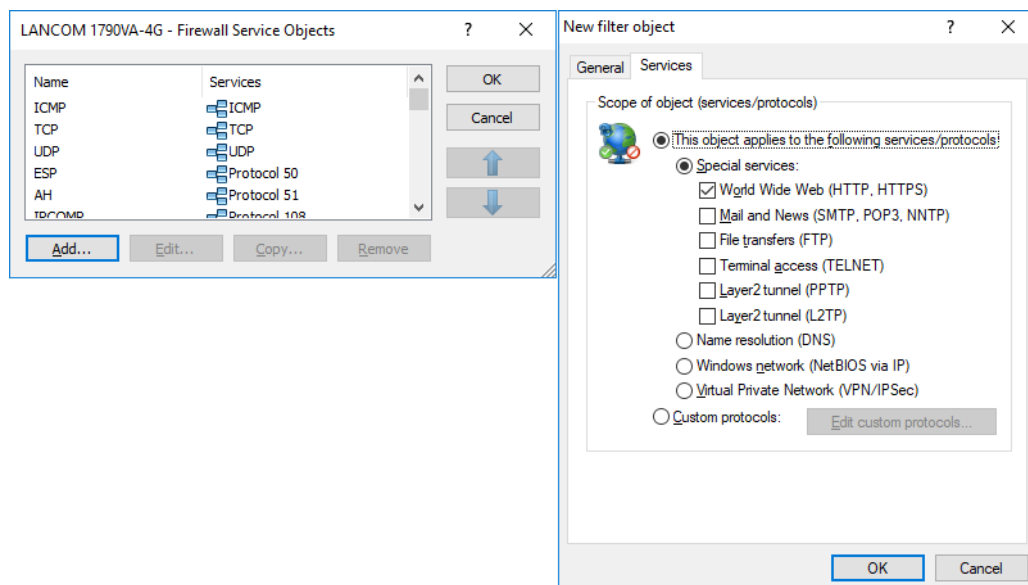 LANCOM 1790VA-4G - Firewall Service Objects ?
Name Services
ICMP ICMP
TCP TCP
UDP UDP
ESP Protocol 50
AH Protocol 51
IPCOMP Protocol 108
OK
Cancel
Add... Edit... Copy... Remove
New filter object ?
General Services
Scope of object (services/protocols)
This object applies to the following services/protocols
Special services:
World Wide Web (HTTP, HTTPS)
Mail and News (SMTP, POP3, NNTP)
File transfers (FTP)
Terminal access (TELNET)
Layer2 tunnel (PPTP)
Layer2 tunnel (L2TP)
Name resolution (DNS)
Windows network (NetBIOS via IP)
Virtual Private Network (VPN/IPSec)
Custom protocols: Edit custom protocols...
OK Cancel